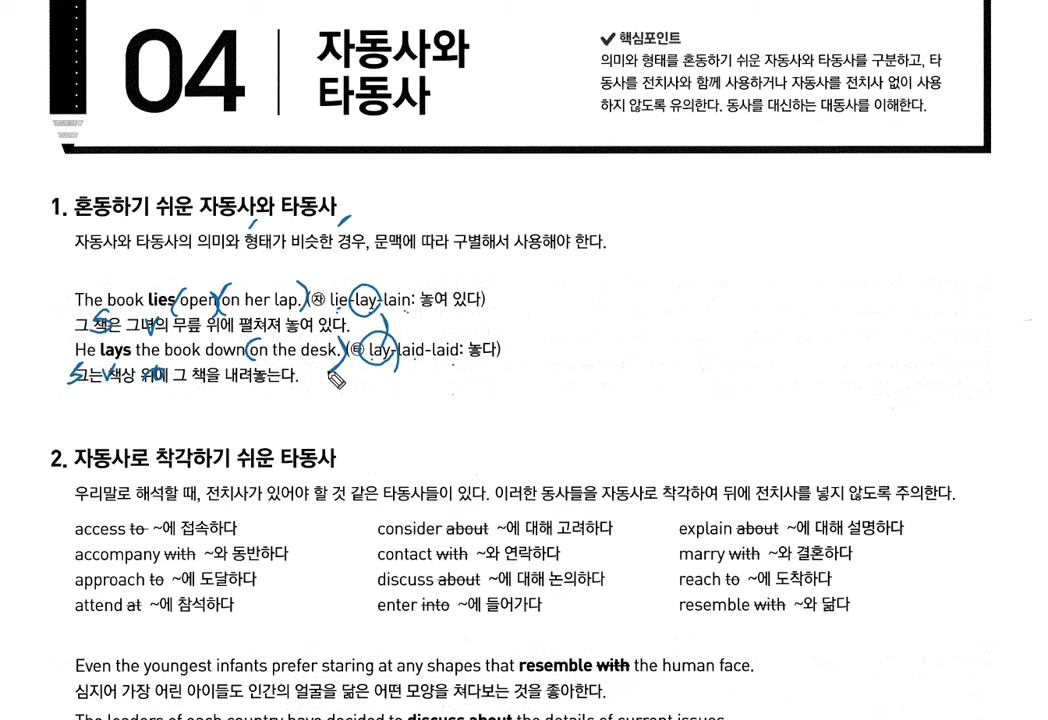 04
자동사와
타동사
✔ 핵심포인트
의미와 형태를 혼동하기 쉬운 자동사와 타동사를 구분하고, 타
동사를 전치사와 함께 사용하거나 자동사를 전치사 없이 사용
하지 않도록 유의한다. 동사를 대신하는 대동사를 이해한다.
1. 혼동하기 쉬운 자동사와 타동사
자동사와 타동사의 의미와 형태가 비슷한 경우, 문맥에 따라 구별해서 사용해야 한다.
The book lies open on her lap. (㉶ lie-lay-lain: 놓여 있다)
S V
그 책은 그녀의 무릎 위에 펼쳐져 놓여 있다.
He lays the book down on the desk. (㉹ lay-laid-laid: 놓다)
S V O
그는 책상 위에 그 책을 내려놓는다.
2. 자동사로 착각하기 쉬운 타동사
우리말로 해석할 때, 전치사가 있어야 할 것 같은 타동사들이 있다. 이러한 동사들을 자동사로 착각하여 뒤에 전치사를 넣지 않도록 주의한다.
access to ~에 접속하다 consider about ~에 대해 고려하다 explain about ~에 대해 설명하다
accompany with ~와 동반하다 contact with ~와 연락하다 marry with ~와 결혼하다
approach to ~에 도달하다 discuss about ~에 대해 논의하다 reach to ~에 도착하다
attend at ~에 참석하다 enter into ~에 들어가다 resemble with ~와 닮다
Even the youngest infants prefer staring at any shapes that resemble with the human face.
심지어 가장 어린 아이들도 인간의 얼굴을 닮은 어떤 모양을 쳐다보는 것을 좋아한다.
The leaders of each country have decided to discuss about the details of current issues.